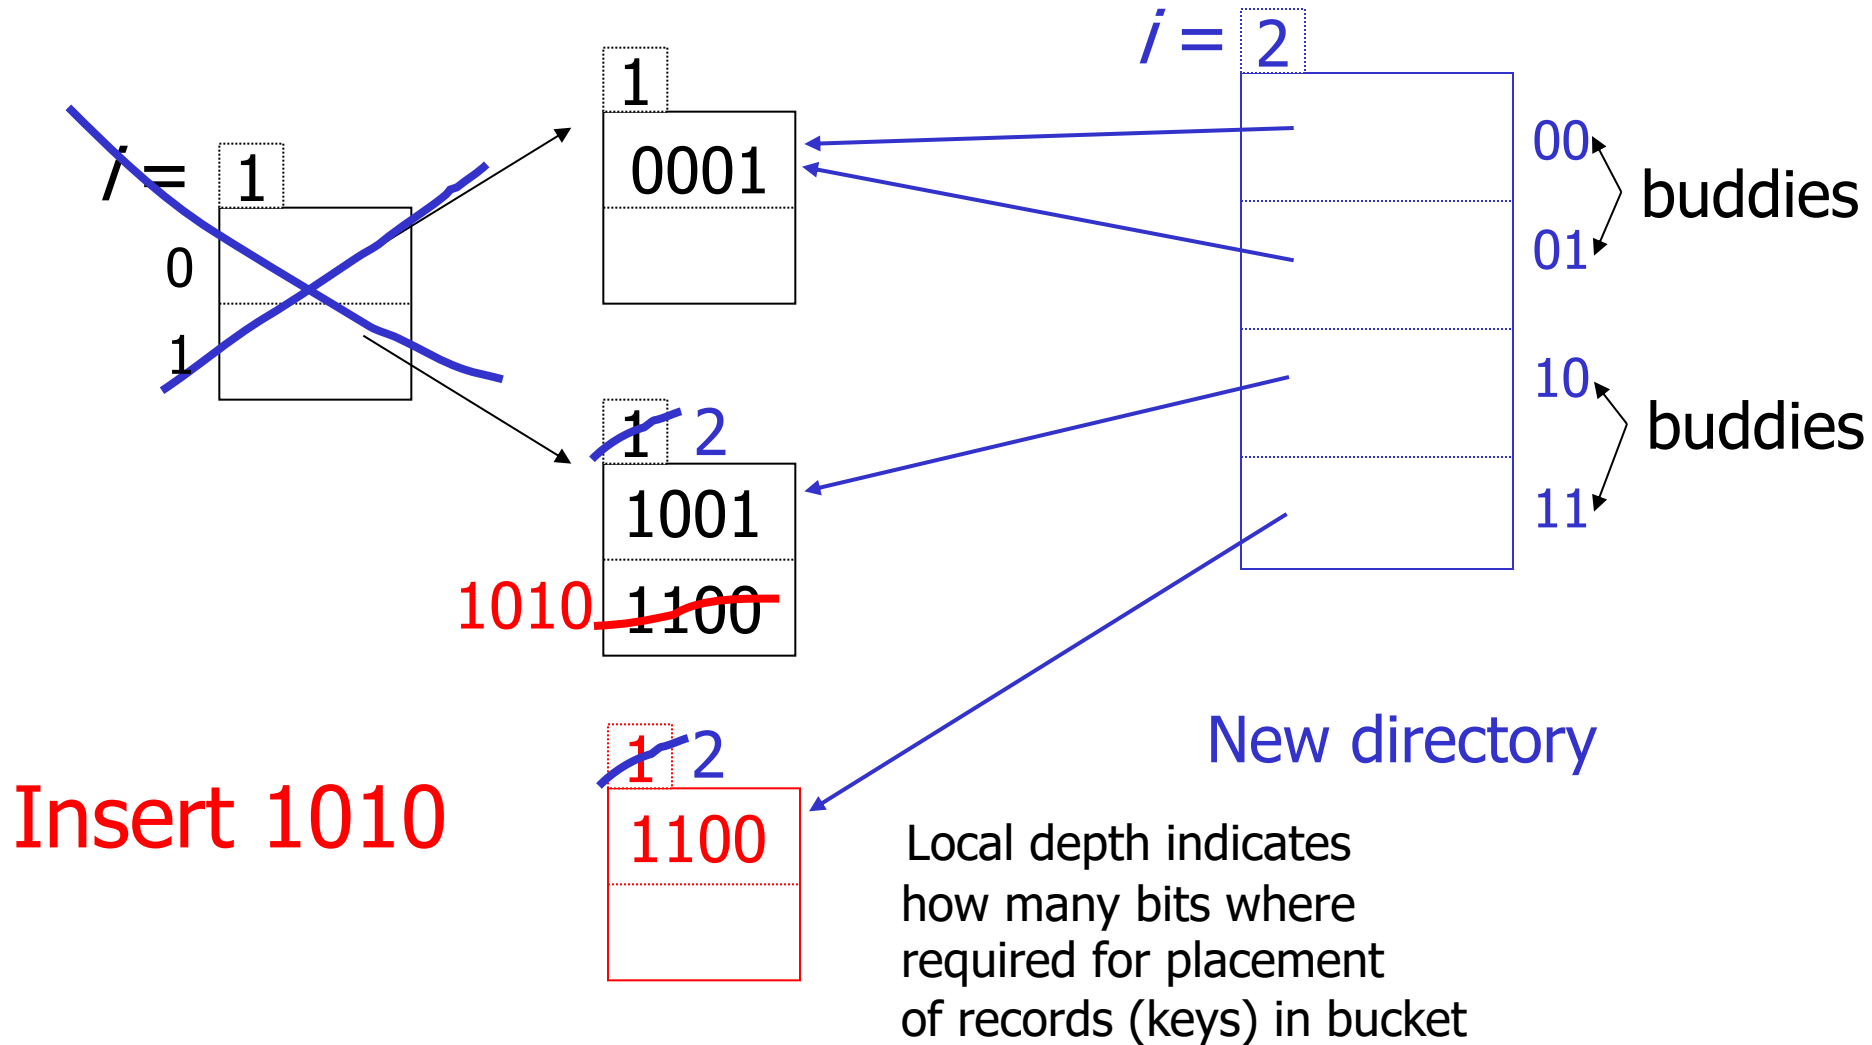 i = 1
0
1
1
0001
1 2
1001
1010 1100
1 2
1100
Insert 1010
i = 2
00
01
buddies
10
11
buddies
New directory
Local depth indicates
how many bits where
required for placement
of records (keys) in bucket